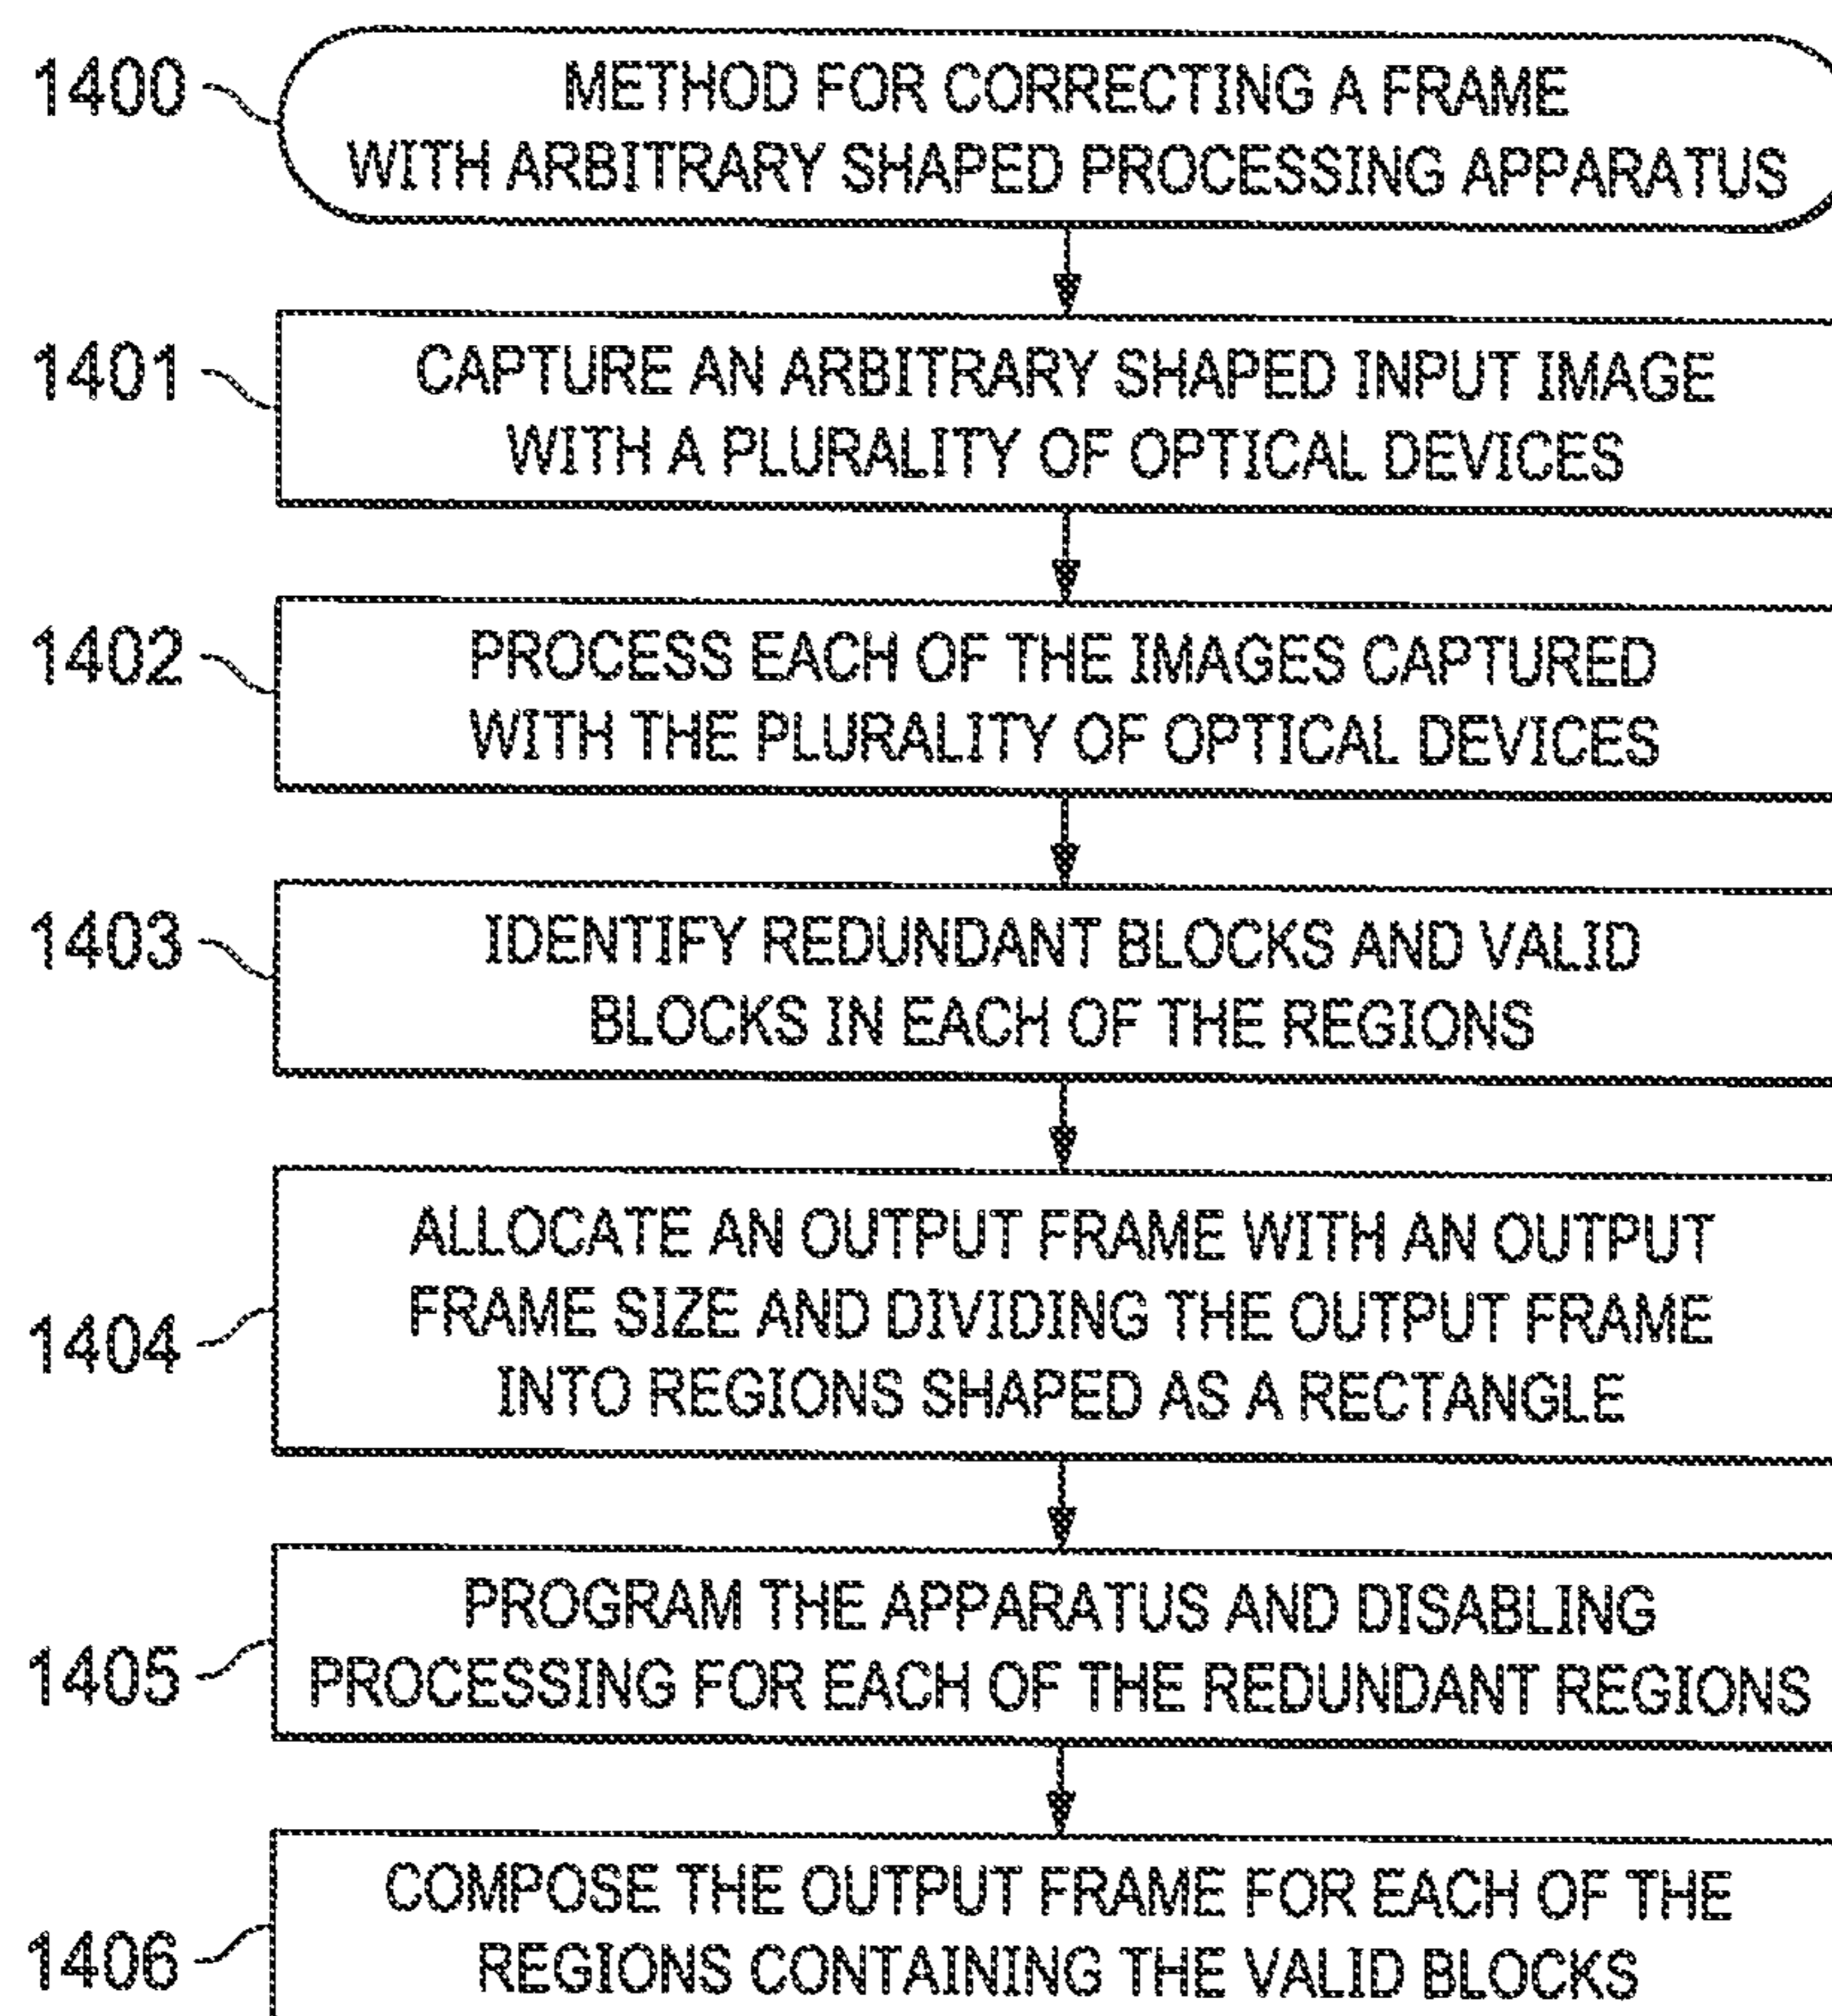 1400
METHOD FOR CORRECTING A FRAME
WITH ARBITRARY SHAPED PROCESSING APPARATUS
1401
CAPTURE AN ARBITRARY SHAPED INPUT IMAGE
WITH A PLURALITY OF OPTICAL DEVICES
1402
PROCESS EACH OF THE IMAGES CAPTURED
WITH THE PLURALITY OF OPTICAL DEVICES
1403
IDENTIFY REDUNDANT BLOCKS AND VALID
BLOCKS IN EACH OF THE REGIONS
1404
ALLOCATE AN OUTPUT FRAME WITH AN OUTPUT
FRAME SIZE AND DIVIDING THE OUTPUT FRAME
INTO REGIONS SHAPED AS A RECTANGLE
1405
PROGRAM THE APPARATUS AND DISABLING
PROCESSING FOR EACH OF THE REDUNDANT REGIONS
1406
COMPOSE THE OUTPUT FRAME FOR EACH OF THE
REGIONS CONTAINING THE VALID BLOCKS